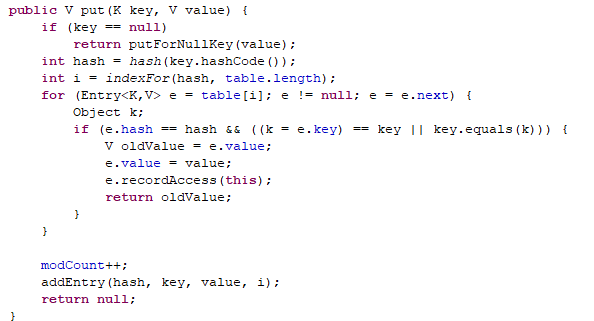 public V put(K key, V value) {
    if (key == null)
        return putForNullKey(value);
    int hash = hash(key.hashCode());
    int i = indexFor(hash, table.length);
    for (Entry<K,V> e = table[i]; e != null; e = e.next) {
        Object k;
        if (e.hash == hash && ((k = e.key) == key || key.equals(k))) {
            V oldValue = e.value;
            e.value = value;
            e.recordAccess(this);
            return oldValue;
        }
    }

    modCount++;
    addEntry(hash, key, value, i);
    return null;
}